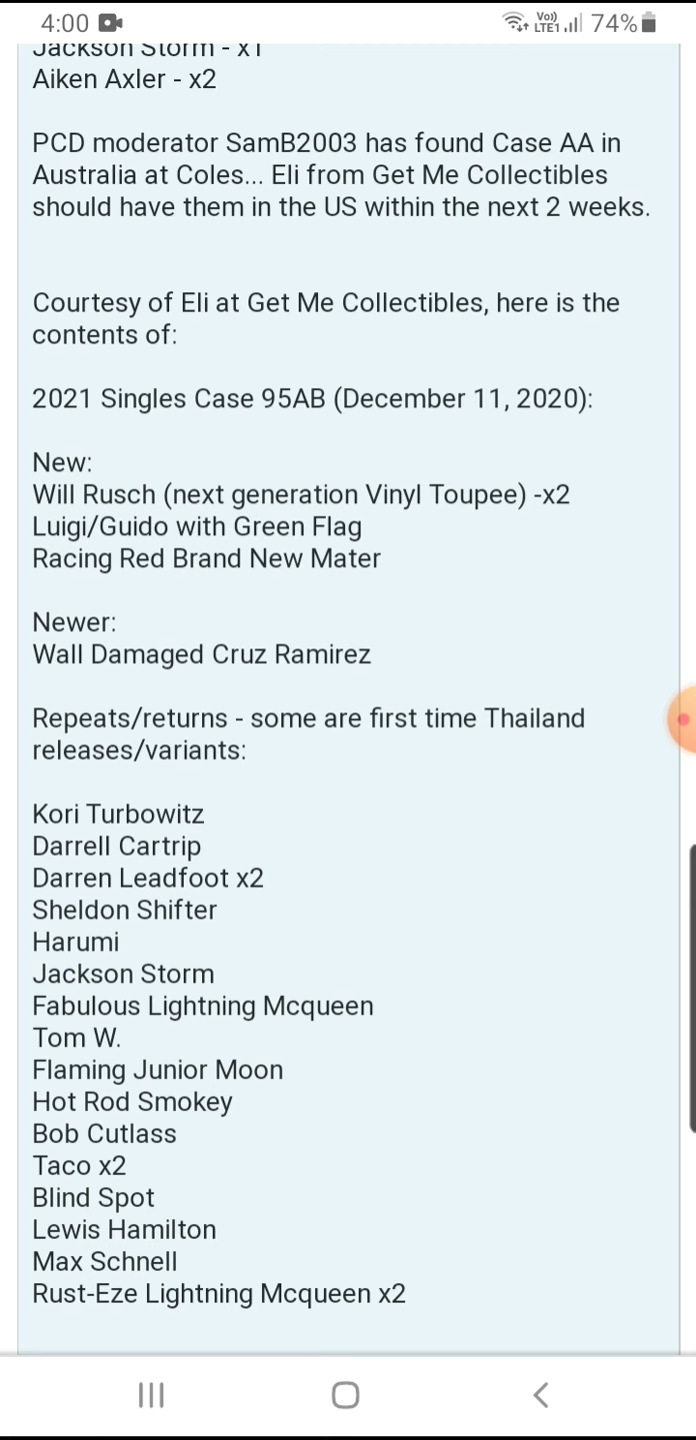 4:00
Vo))
LTE1
74%
Jackson Storm - x1
Aiken Axler - x2
PCD moderator SamB2003 has found Case AA in
Australia at Coles... Eli from Get Me Collectibles
should have them in the US within the next 2 weeks.
Courtesy of Eli at Get Me Collectibles, here is the
contents of:
2021 Singles Case 95AB (December 11, 2020):
New:
Will Rusch (next generation Vinyl Toupee) -x2
Luigi/Guido with Green Flag
Racing Red Brand New Mater
Newer:
Wall Damaged Cruz Ramirez
Repeats/returns - some are first time Thailand
releases/variants:
Kori Turbowitz
Darrell Cartrip
Darren Leadfoot x2
Sheldon Shifter
Harumi
Jackson Storm
Fabulous Lightning Mcqueen
Tom W.
Flaming Junior Moon
Hot Rod Smokey
Bob Cutlass
Taco x2
Blind Spot
Lewis Hamilton
Max Schnell
Rust-Eze Lightning Mcqueen x2